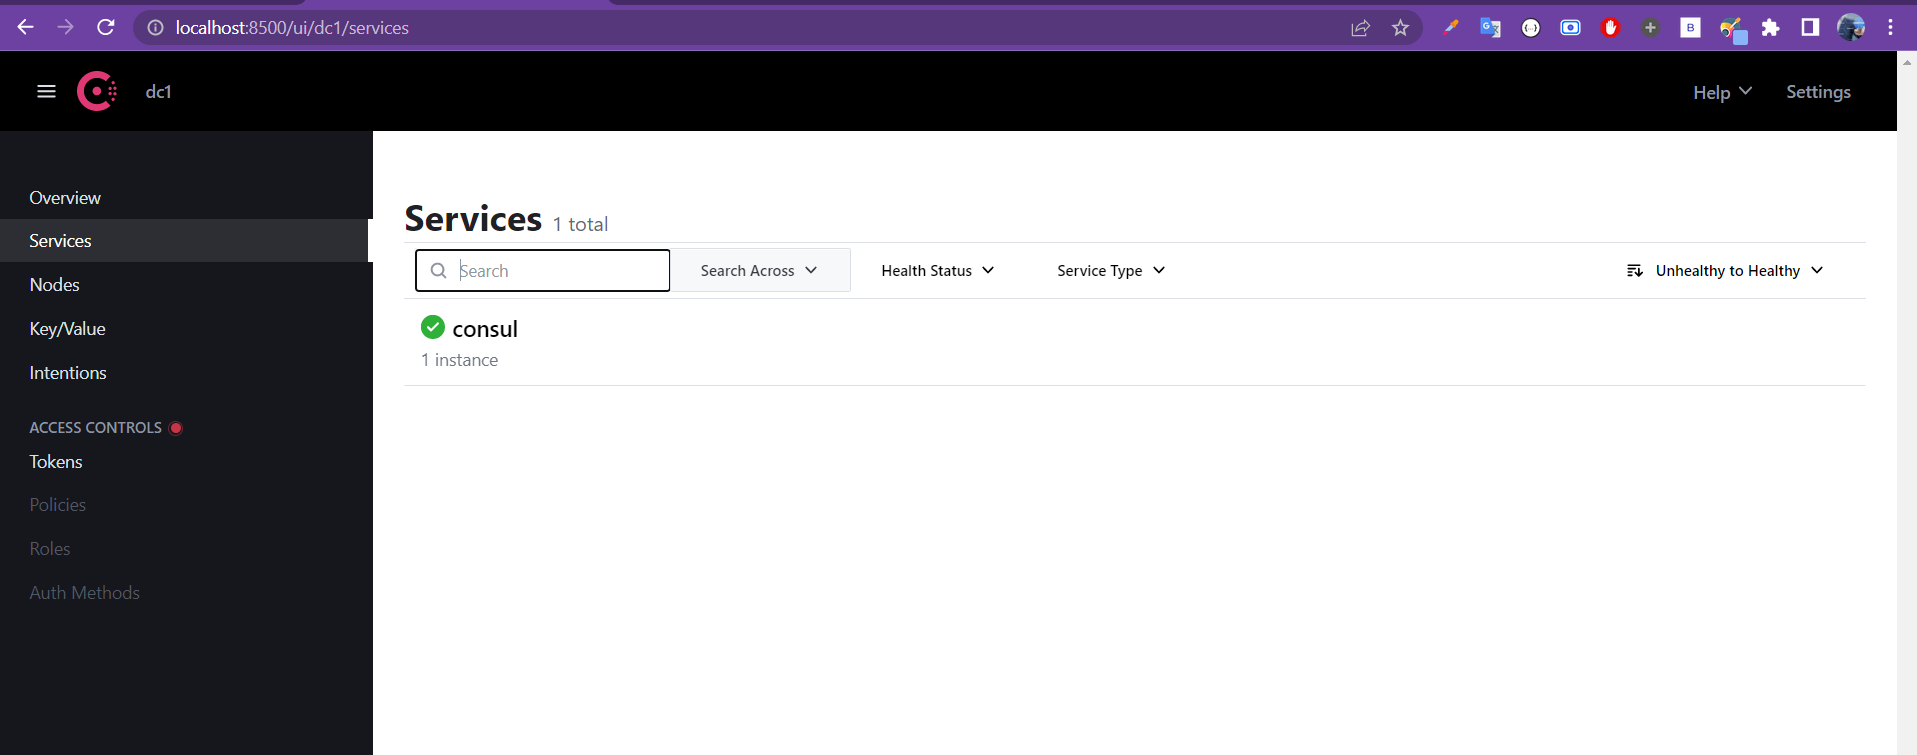 localhost:8500/ui/dc1/services
dc1
Help
Settings
Overview
Services
Nodes
Key/Value
Intentions
ACCESS CONTROLS
Tokens
Policies
Roles
Auth Methods
Services 1 total
Search
Search Across
Health Status
Service Type
Unhealthy to Healthy
consul
1 instance